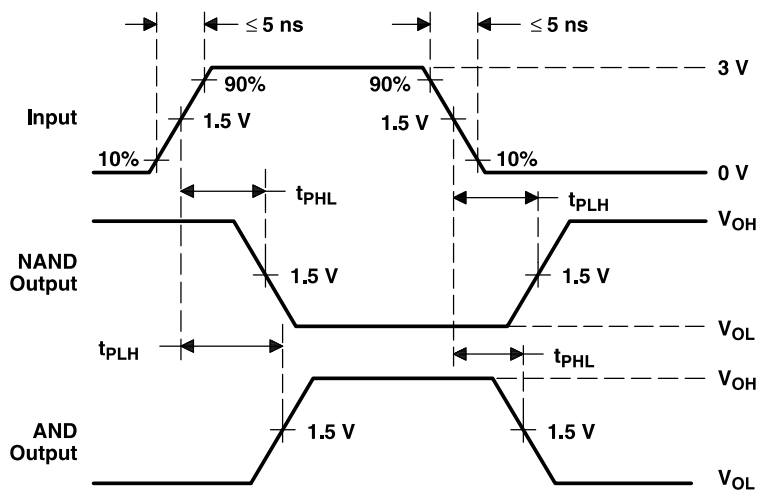 ≤ 5 ns ≤ 5 ns
3 V
90% 90%
Input 1.5 V 1.5 V
10% 10%
0 V
tPHL tPLH
VOH
NAND
Output 1.5 V 1.5 V
VOL
tPLH tPHL
VOH
AND
Output 1.5 V 1.5 V
VOL